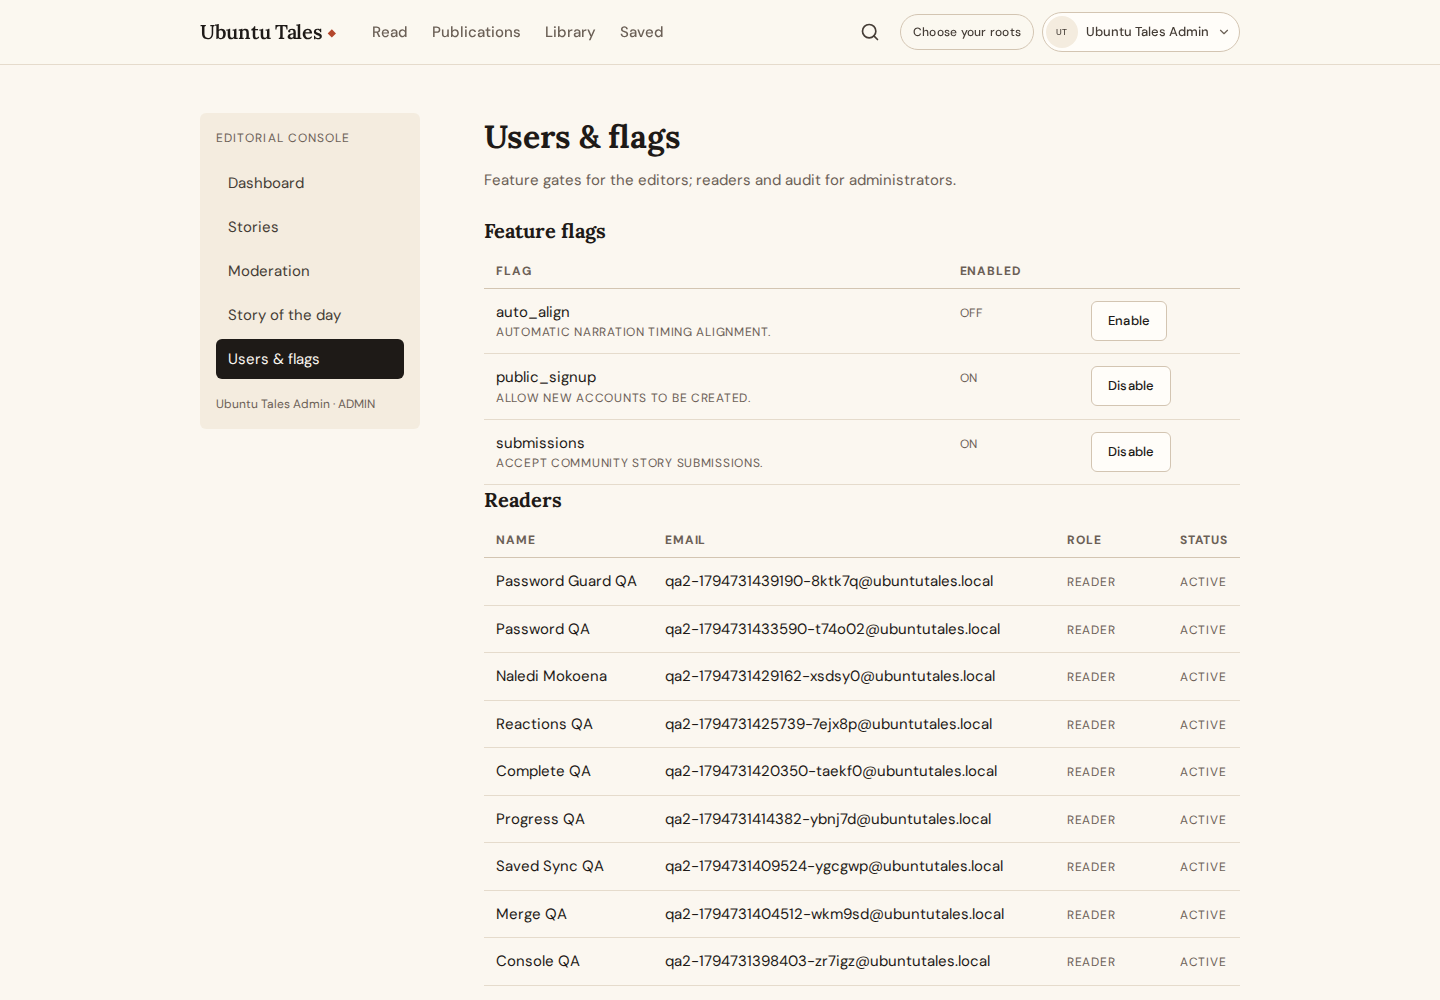 Ubuntu Tales
Read Publications Library Saved
Choose your roots
UT Ubuntu Tales Admin
EDITORIAL CONSOLE
Dashboard
Stories
Moderation
Story of the day
Users & flags
Ubuntu Tales Admin · ADMIN
Users & flags
Feature gates for the editors; readers and audit for administrators.
Feature flags
FLAG ENABLED
auto_align OFF Enable
AUTOMATIC NARRATION TIMING ALIGNMENT.
public_signup ON Disable
ALLOW NEW ACCOUNTS TO BE CREATED.
submissions ON Disable
ACCEPT COMMUNITY STORY SUBMISSIONS.
Readers
NAME EMAIL ROLE STATUS
Password Guard QA qa2-1794731439190-8ktk7q@ubuntutales.local READER ACTIVE
Password QA qa2-1794731433590-t74o02@ubuntutales.local READER ACTIVE
Naledi Mokoena qa2-1794731429162-xsdsy0@ubuntutales.local READER ACTIVE
Reactions QA qa2-1794731425739-7ejx8p@ubuntutales.local READER ACTIVE
Complete QA qa2-1794731420350-taekf0@ubuntutales.local READER ACTIVE
Progress QA qa2-1794731414382-ybnj7d@ubuntutales.local READER ACTIVE
Saved Sync QA qa2-1794731409524-ygcgwp@ubuntutales.local READER ACTIVE
Merge QA qa2-1794731404512-wkm9sd@ubuntutales.local READER ACTIVE
Console QA qa2-1794731398403-zr7igz@ubuntutales.local READER ACTIVE